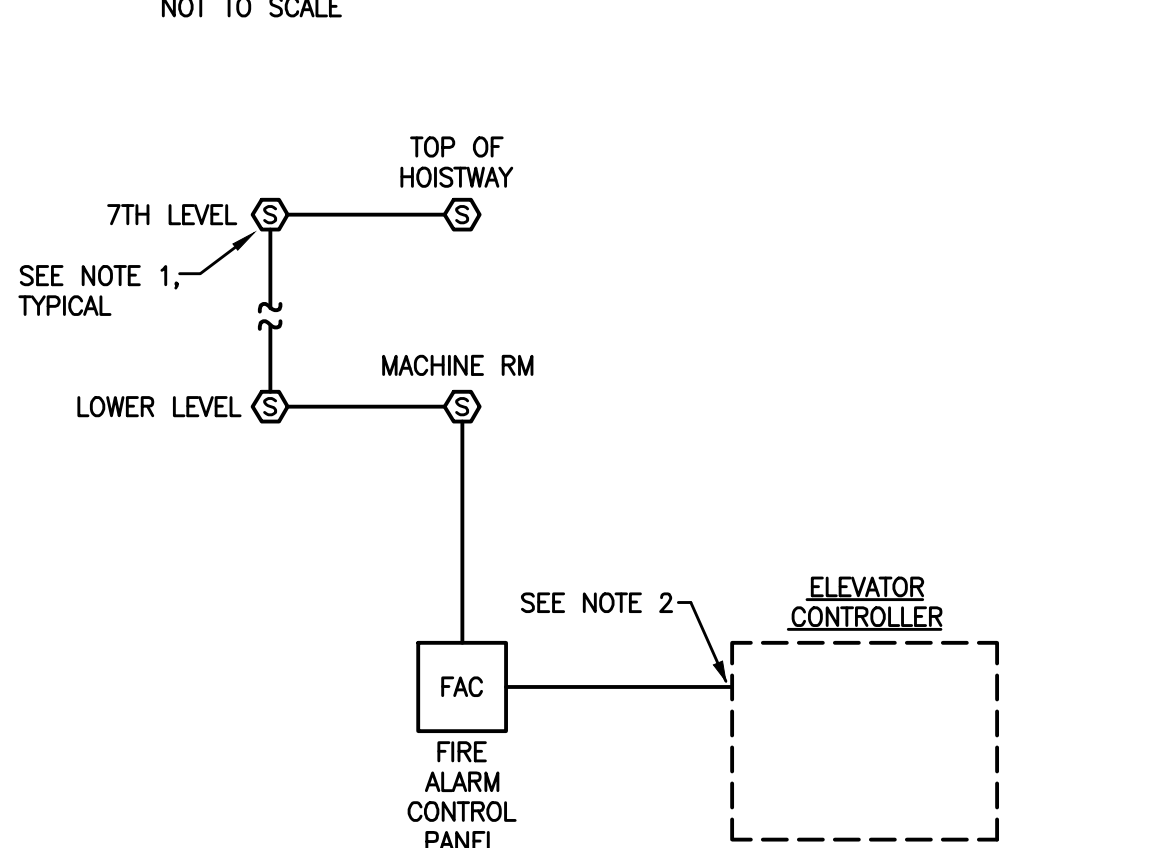 NOT TO SCALE
TOP OF
HOISTWAY
7TH LEVEL
S
S
SEE NOTE 1,
TYPICAL
MACHINE RM
LOWER LEVEL
S
S
ELEVATOR
CONTROLLER
SEE NOTE 2
FAC
FIRE
ALARM
CONTROL
PANEL